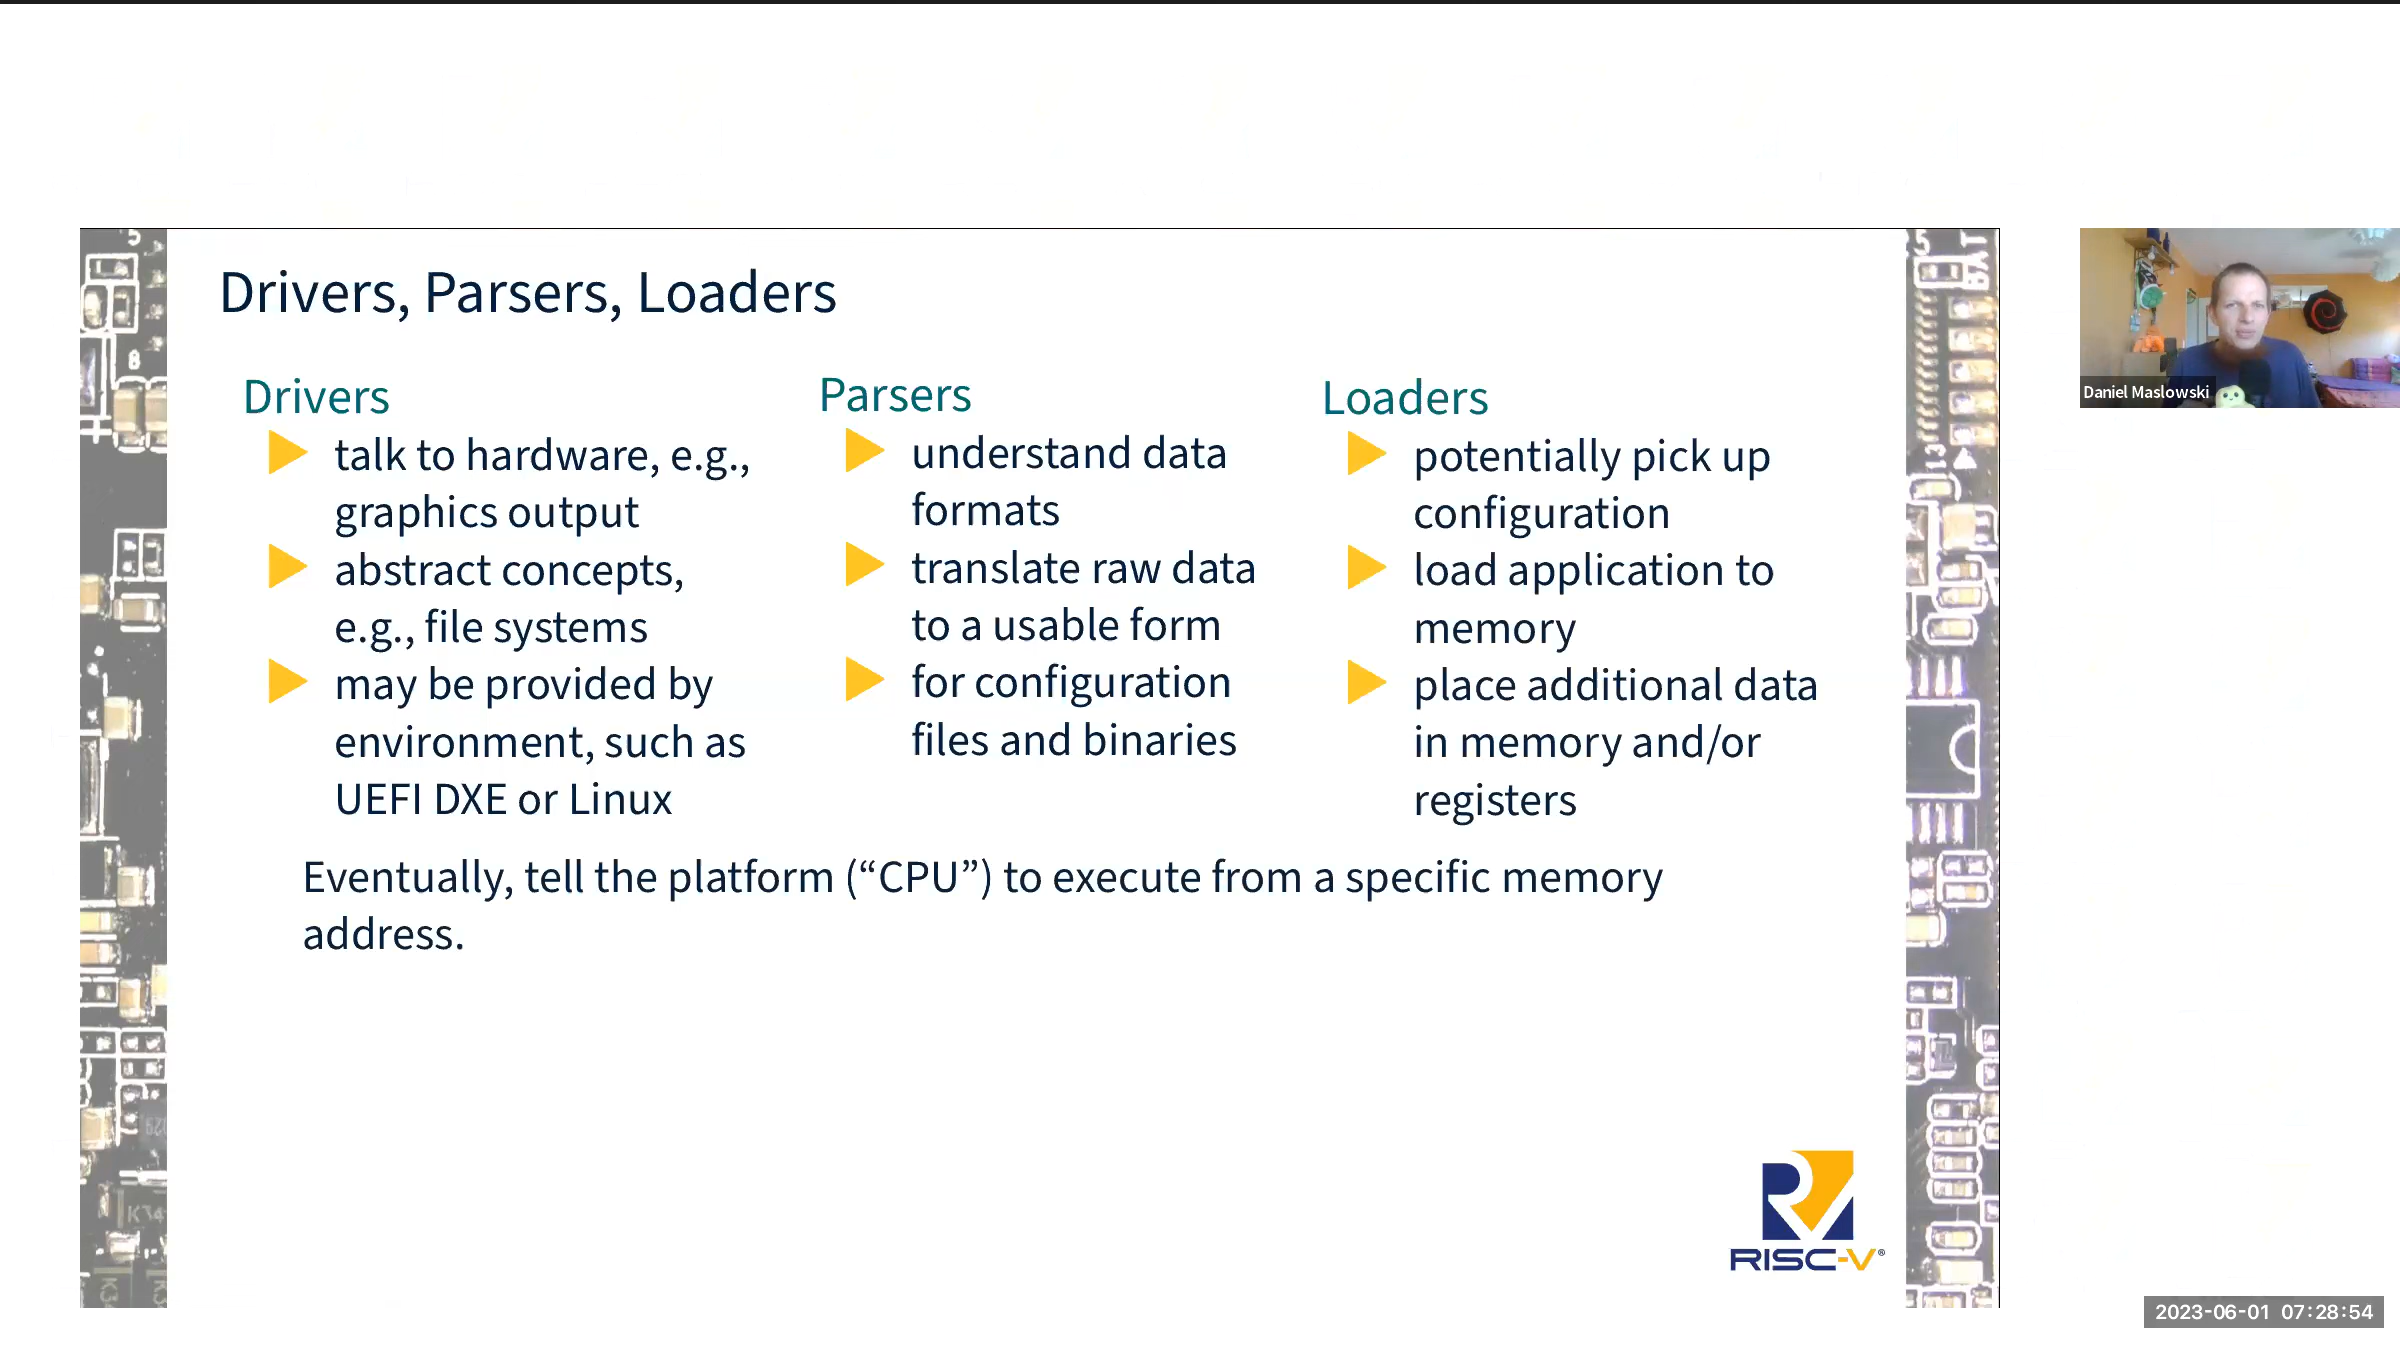 Drivers, Parsers, Loaders
Drivers
talk to hardware, e.g.,
graphics output
abstract concepts,
e.g., file systems
may be provided by
environment, such as
UEFI DXE or Linux
Parsers
understand data
formats
translate raw data
to a usable form
for configuration
files and binaries
Loaders
potentially pick up
configuration
load application to
memory
place additional data
in memory and/or
registers
Eventually, tell the platform (“CPU”) to execute from a specific memory
address.
RISC-V®
Daniel Maslowski
2023-06-01 07:28:54